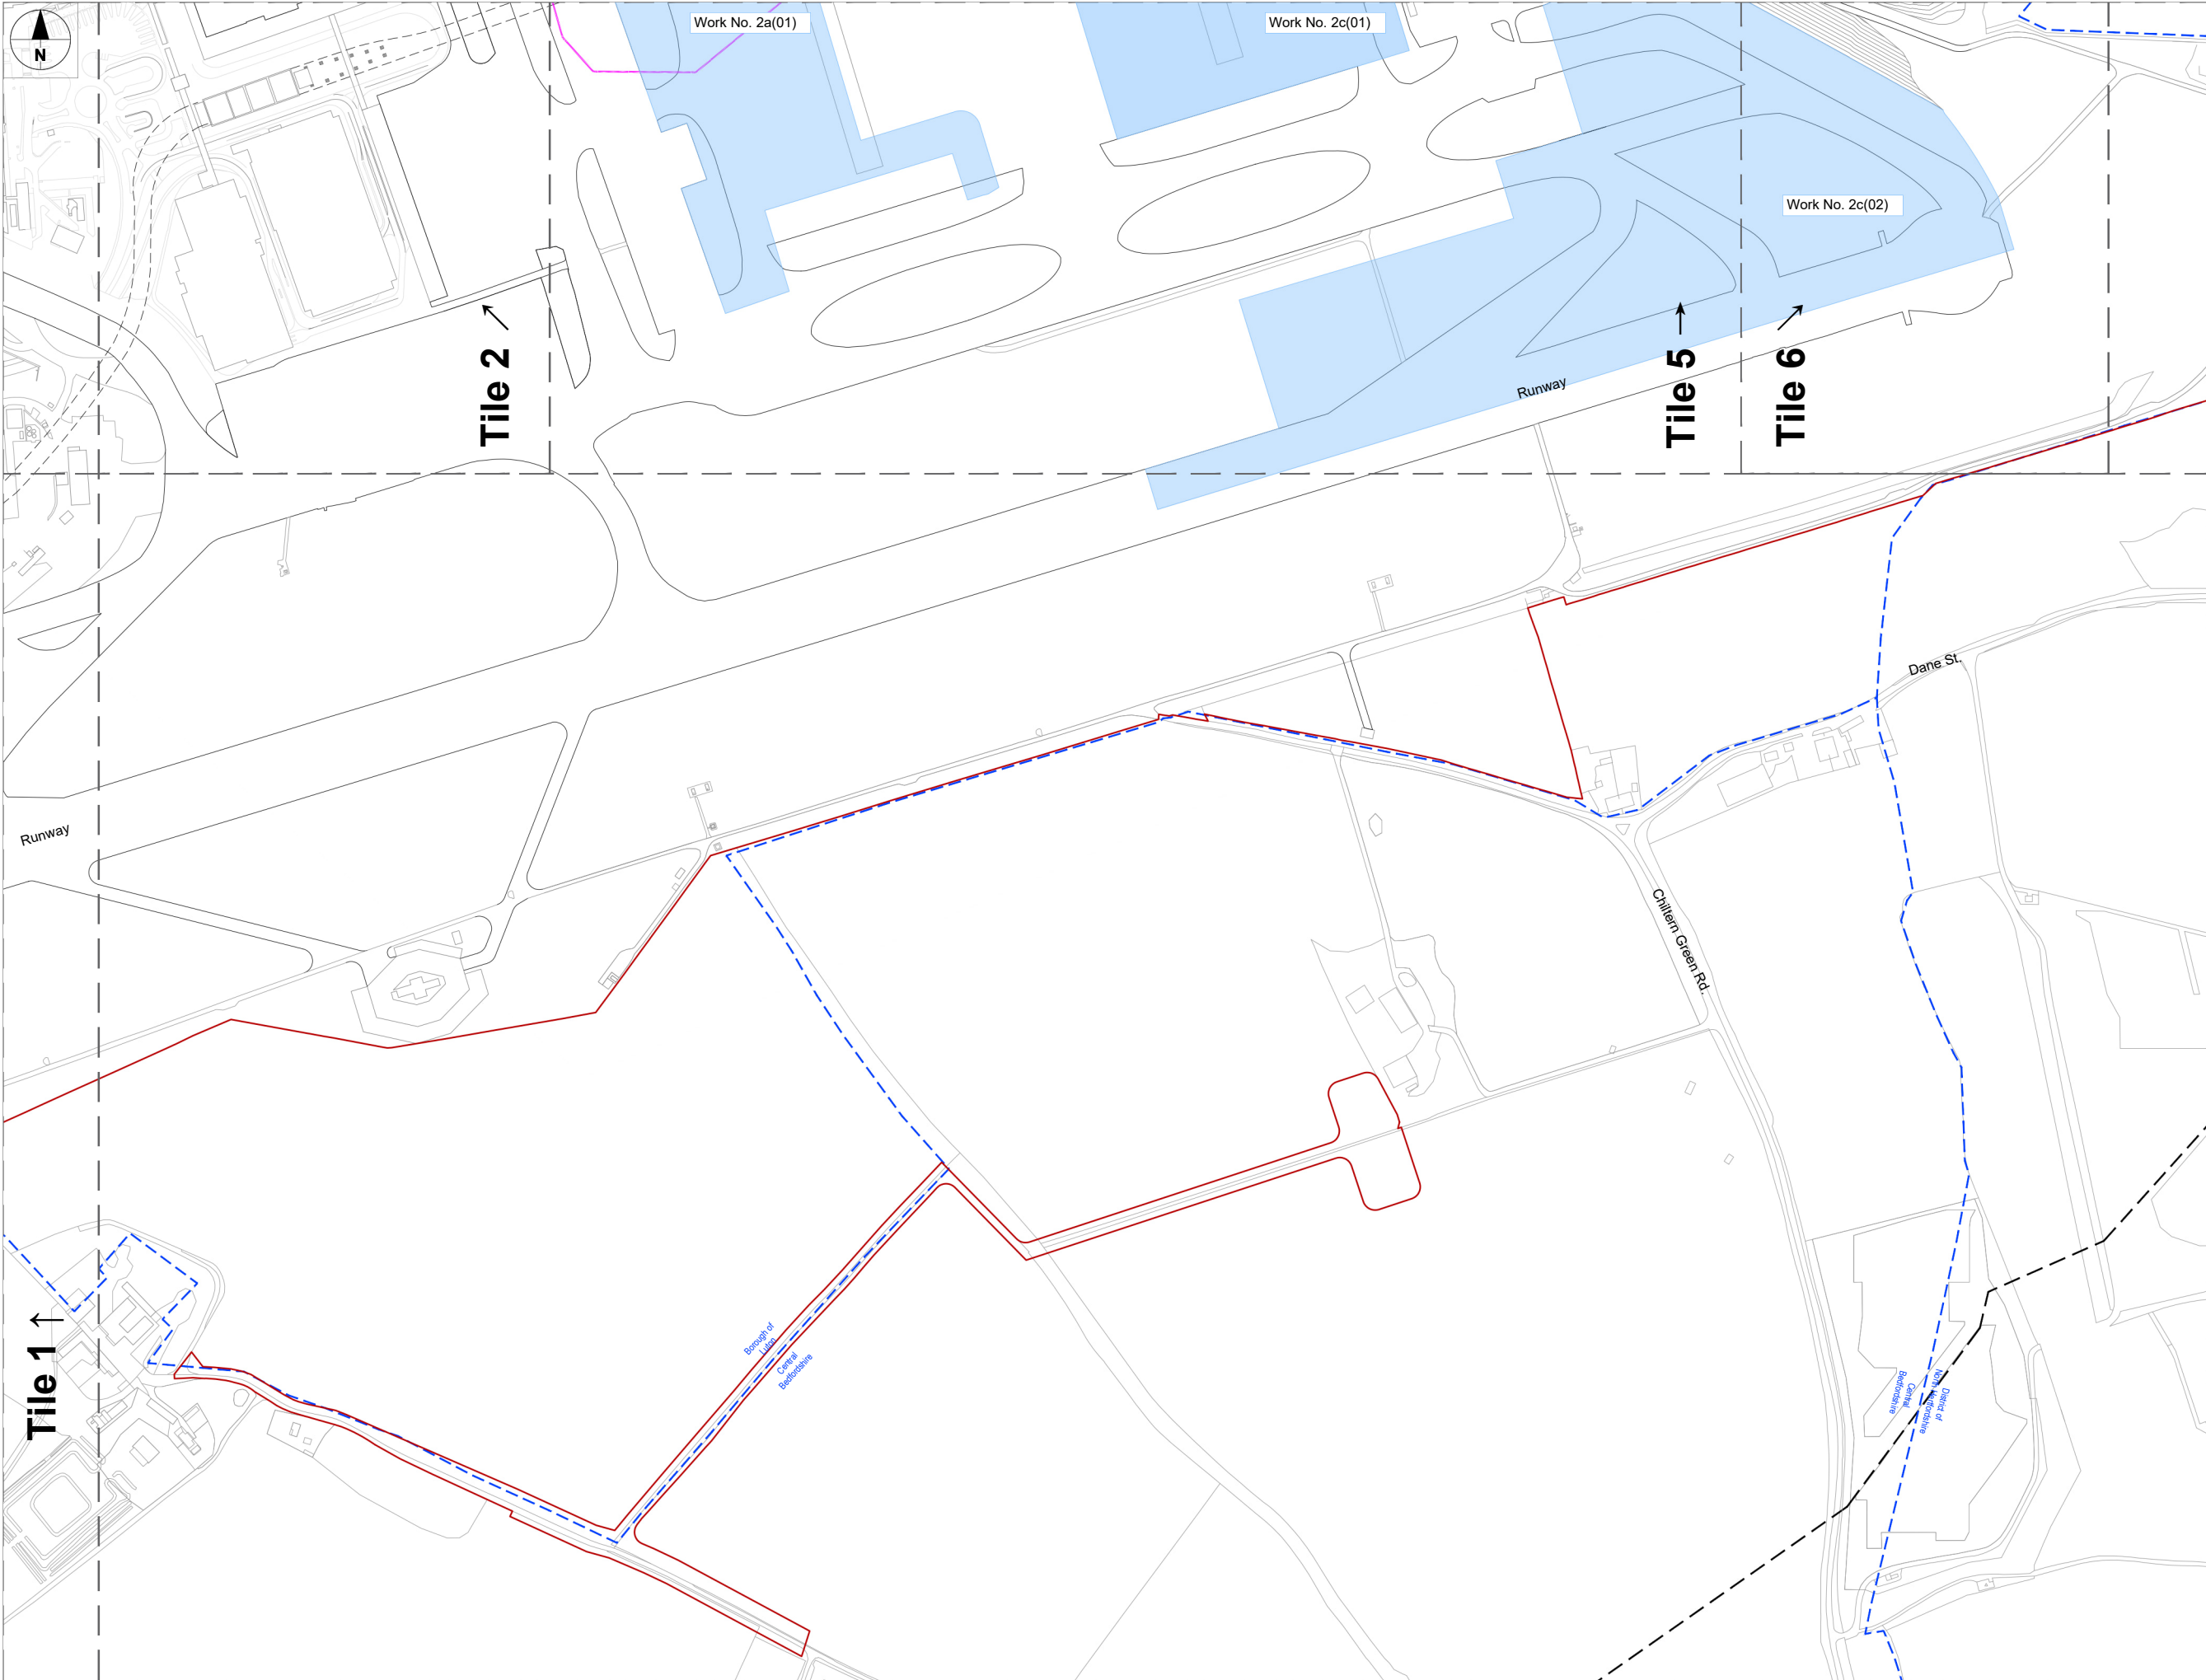 Work No. 2a(01)
Work No. 2c(01)
N
Work No. 2c(02)
Tile 2
Tile 5
Tile 6
Runway
Dane St.
Runway
Chiltern Green Rd.
Tile 1
Borough of
Luton
Central
Bedfordshire
District of
North Hertfordshire
Central
Bedfordshire